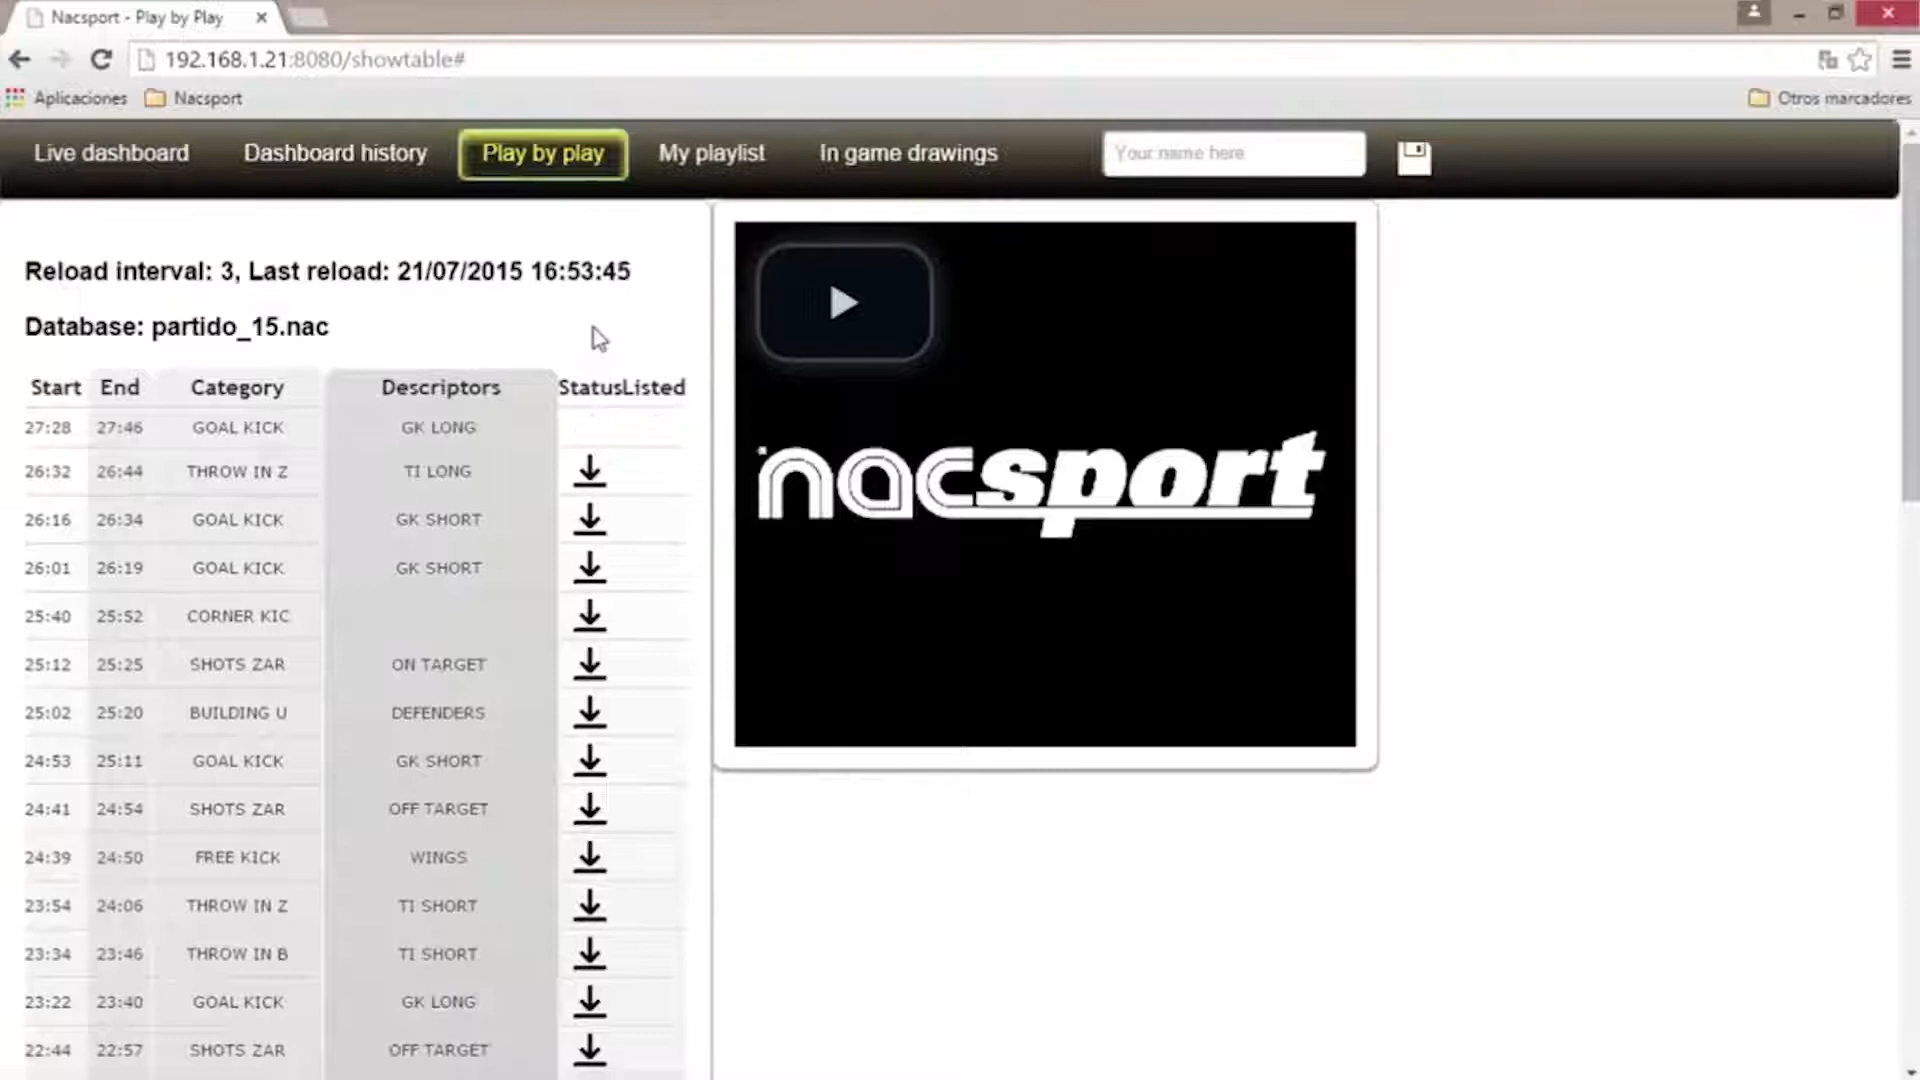 Nacsport - Play by Play
192.168.1.21:8080/showtable#
Aplicaciones Nacsport Otros marcadores
Live dashboard Dashboard history Play by play My playlist In game drawings Your name here
Reload interval: 3, Last reload: 21/07/2015 16:53:45
Database: partido_15.nac
Start End Category Descriptors StatusListed
27:28 27:46 GOAL KICK GK LONG
26:32 26:44 THROW IN Z TI LONG
26:16 26:34 GOAL KICK GK SHORT
26:01 26:19 GOAL KICK GK SHORT
25:40 25:52 CORNER KIC
25:12 25:25 SHOTS ZAR ON TARGET
25:02 25:20 BUILDING U DEFENDERS
24:53 25:11 GOAL KICK GK SHORT
24:41 24:54 SHOTS ZAR OFF TARGET
24:39 24:50 FREE KICK WINGS
23:54 24:06 THROW IN Z TI SHORT
23:34 23:46 THROW IN B TI SHORT
23:22 23:40 GOAL KICK GK LONG
22:44 22:57 SHOTS ZAR OFF TARGET
nacsport